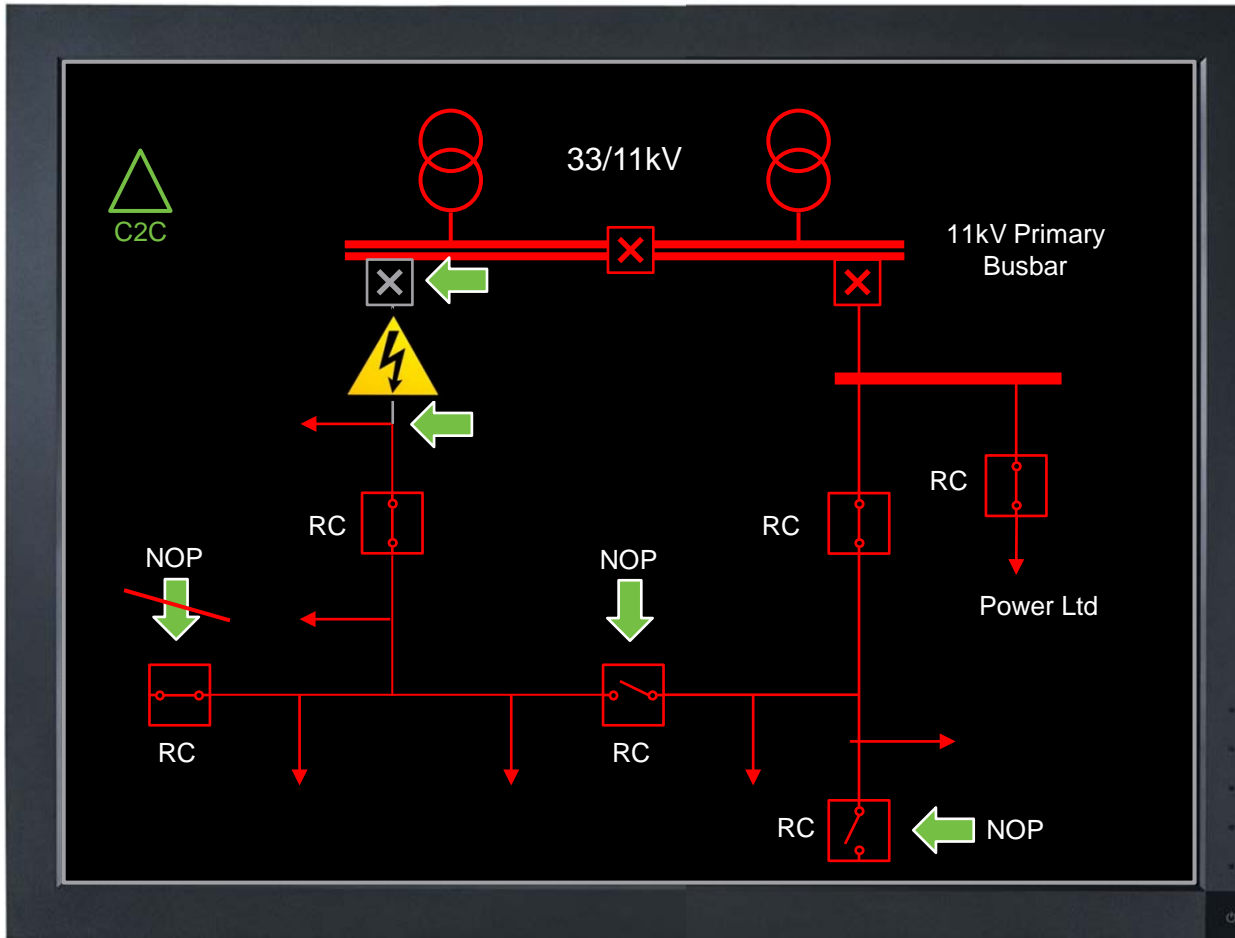 33/11kV
C2C
11kV Primary
Busbar
RC
RC
RC
NOP
NOP
Power Ltd
RC
RC
RC
NOP